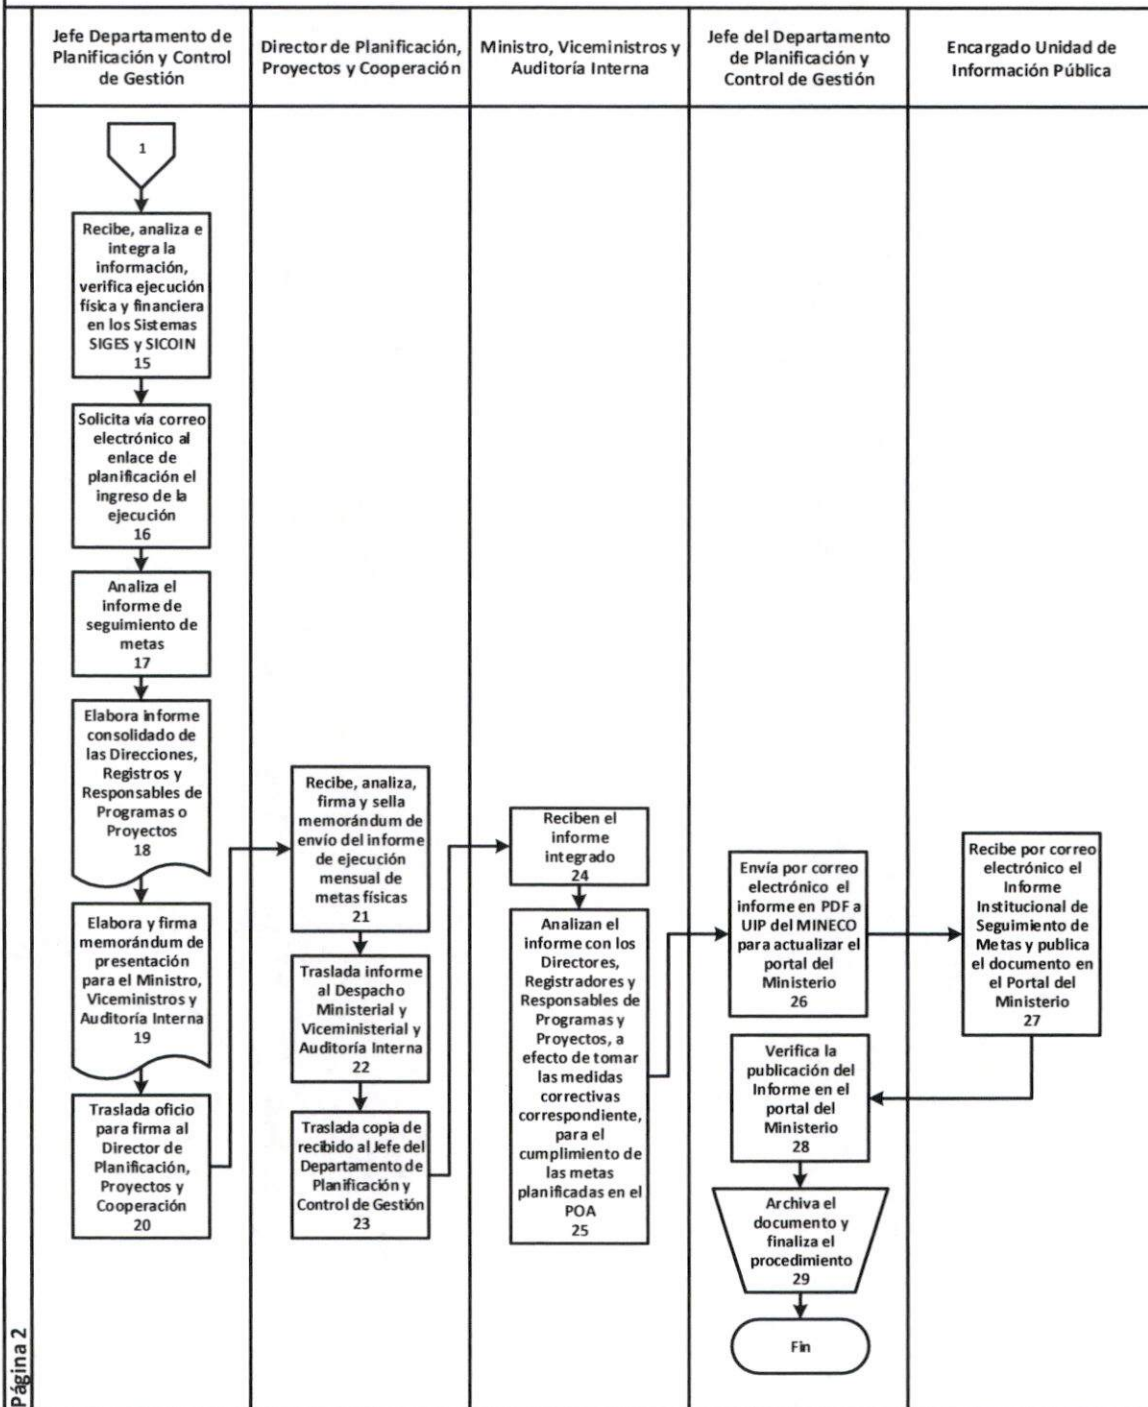 Jefe Departamento de
Planificación y Control
de Gestión
Director de Planificación,
Proyectos y Cooperación
Ministro, Viceministros y
Auditoría Interna
Jefe del Departamento
de Planificación y
Control de Gestión
Encargado Unidad de
Información Pública
1
Recibe, analiza e
integra la
información,
verifica ejecución
física y financiera
en los Sistemas
SIGES y SICOIN
15
Solicita vía correo
electrónico al
enlace de
planificación el
ingreso de la
ejecución
16
Analiza el
informe de
seguimiento de
metas
17
Elabora informe
consolidado de
las Direcciones,
Registros y
Responsables de
Programas o
Proyectos
18
Elabora y firma
memorándum de
presentación
para el Ministro,
Viceministros y
Auditoría Interna
19
Traslada oficio
para firma al
Director de
Planificación,
Proyectos y
Cooperación
20
Recibe, analiza,
firma y sella
memorándum de
envío del informe
de ejecución
mensual de
metas físicas
21
Traslada informe
al Despacho
Ministerial y
Viceministerial y
Auditoría Interna
22
Traslada copia de
recibido al Jefe del
Departamento de
Planificación y
Control de Gestión
23
Reciben el
informe
integrado
24
Analizan el
informe con los
Directores,
Registradores y
Responsables de
Programas y
Proyectos, a
efecto de tomar
las medidas
correctivas
correspondiente,
para el
cumplimiento de
las metas
planificadas en el
POA
25
Envía por correo
electrónico el
informe en PDF a
UIP del MINECO
para actualizar el
portal del
Ministerio
26
Recibe por correo
electrónico el
Informe
Institucional de
Seguimiento de
Metas y publica
el documento en
el Portal del
Ministerio
27
Verifica la
publicación del
Informe en el
portal del
Ministerio
28
Archiva el
documento y
finaliza el
procedimiento
29
Fin
Página 2